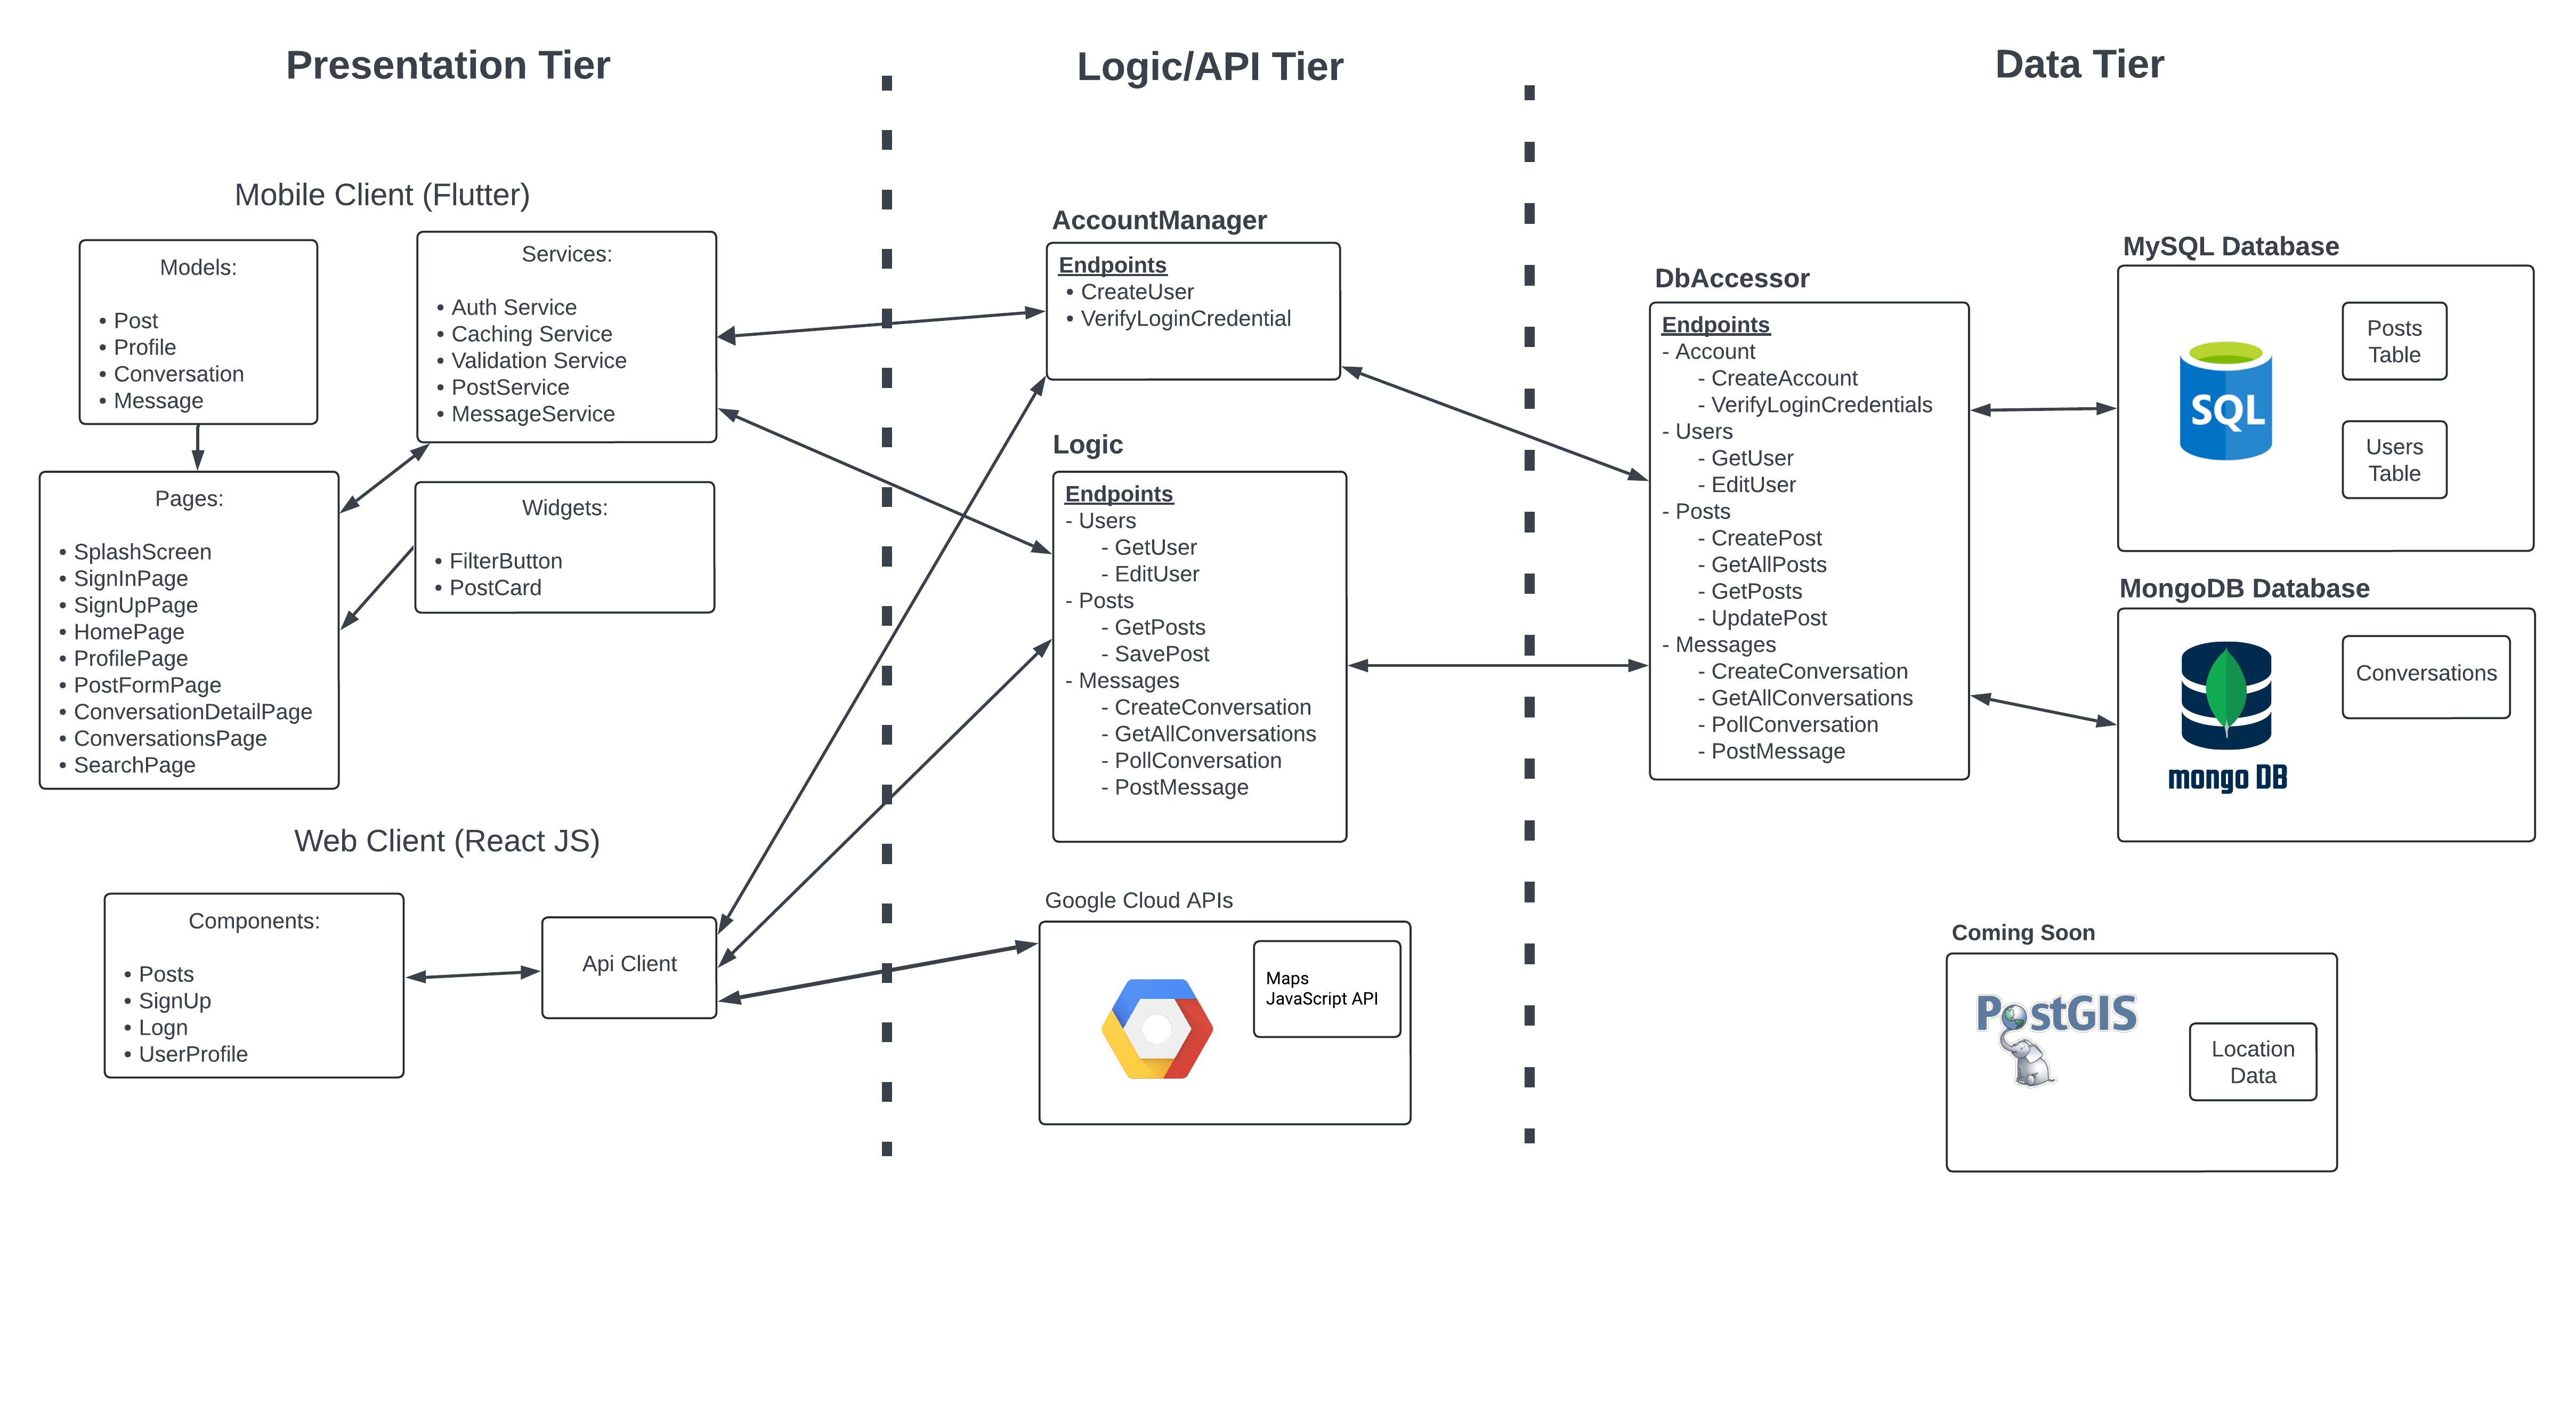 Presentation Tier
Logic/API Tier
Data Tier
Mobile Client (Flutter)
Models:
• Post
• Profile
• Conversation
• Message
Services:
• Auth Service
• Caching Service
• Validation Service
• PostService
• MessageService
Pages:
• SplashScreen
• SignInPage
• SignUpPage
• HomePage
• ProfilePage
• PostFormPage
• ConversationDetailPage
• ConversationsPage
• SearchPage
Widgets:
• FilterButton
• PostCard
Web Client (React JS)
Components:
• Posts
• SignUp
• Logn
• UserProfile
Api Client
AccountManager
Endpoints
• CreateUser
• VerifyLoginCredential
Logic
Endpoints
- Users
- GetUser
- EditUser
- Posts
- GetPosts
- SavePost
- Messages
- CreateConversation
- GetAllConversations
- PollConversation
- PostMessage
Google Cloud APIs
Maps
JavaScript API
DbAccessor
Endpoints
- Account
- CreateAccount
- VerifyLoginCredentials
- Users
- GetUser
- EditUser
- Posts
- CreatePost
- GetAllPosts
- GetPosts
- UpdatePost
- Messages
- CreateConversation
- GetAllConversations
- PollConversation
- PostMessage
MySQL Database
SQL
Posts
Table
Users
Table
MongoDB Database
mongo DB
Conversations
Coming Soon
PostGIS
Location
Data